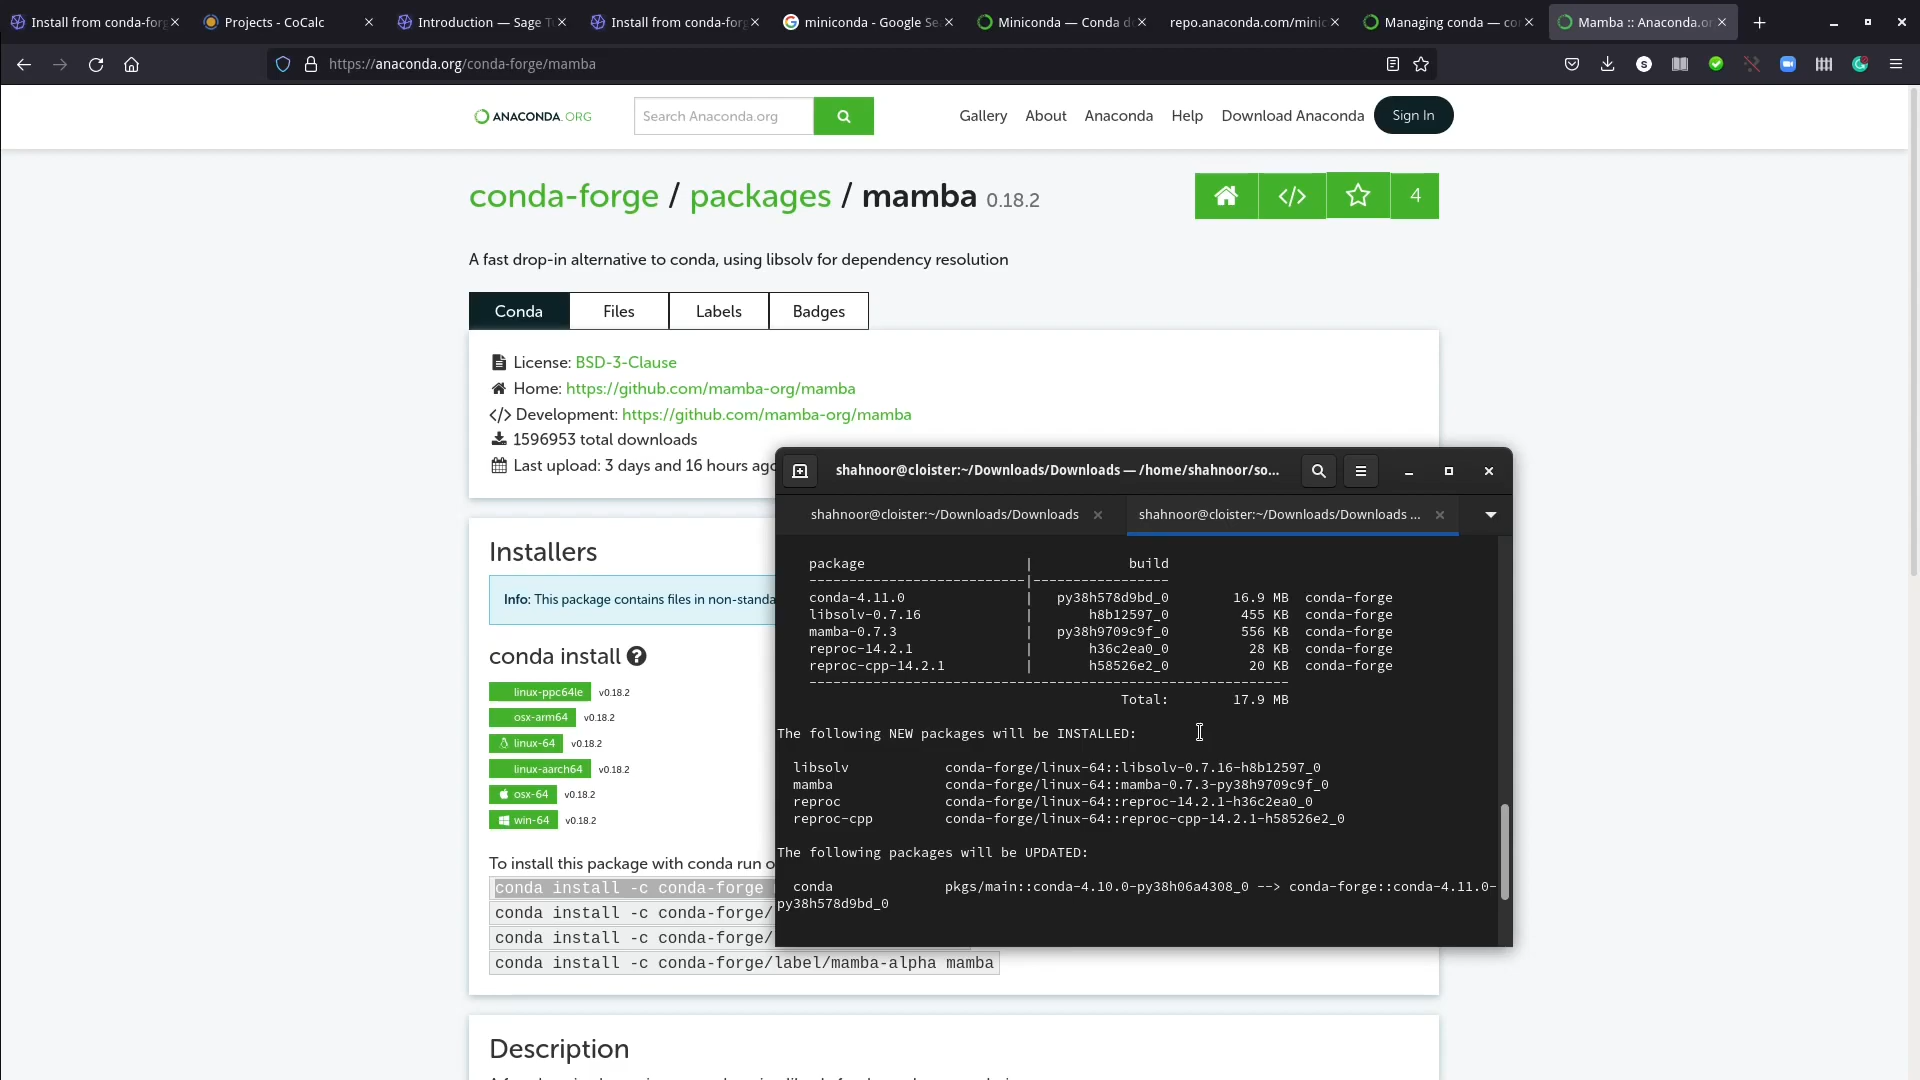 Install from conda-forg
Projects - CoCalc
Introduction — Sage T
Install from conda-forg
miniconda - Google Se
Miniconda — Conda d
repo.anaconda.com/mini
Managing conda — co
Mamba :: Anaconda.or
https://anaconda.org/conda-forge/mamba
ANACONDA.ORG
Search Anaconda.org
Gallery
About
Anaconda
Help
Download Anaconda
Sign In
conda-forge / packages / mamba 0.18.2
4
A fast drop-in alternative to conda, using libsolv for dependency resolution
Conda
Files
Labels
Badges
License: BSD-3-Clause
Home: https://github.com/mamba-org/mamba
</> Development: https://github.com/mamba-org/mamba
1596953 total downloads
Last upload: 3 days and 16 hours ago
Installers
Info: This package contains files in non-standa
conda install
linux-ppc64le v0.18.2
osx-arm64 v0.18.2
linux-64 v0.18.2
linux-aarch64 v0.18.2
osx-64 v0.18.2
win-64 v0.18.2
To install this package with conda run o
conda install -c conda-forge
conda install -c conda-forge/
conda install -c conda-forge/
conda install -c conda-forge/label/mamba-alpha mamba
Description
shahnoor@cloister:~/Downloads/Downloads — /home/shahnoor/so...
shahnoor@cloister:~/Downloads/Downloads
shahnoor@cloister:~/Downloads/Downloads ...
package | build
---------------------------|-----------------
conda-4.11.0 | py38h578d9bd_0 16.9 MB conda-forge
libsolv-0.7.16 | h8b12597_0 455 KB conda-forge
mamba-0.7.3 | py38h9709c9f_0 556 KB conda-forge
reproc-14.2.1 | h36c2ea0_0 28 KB conda-forge
reproc-cpp-14.2.1 | h58526e2_0 20 KB conda-forge
------------------------------------------------------------
Total: 17.9 MB
The following NEW packages will be INSTALLED:
libsolv conda-forge/linux-64::libsolv-0.7.16-h8b12597_0
mamba conda-forge/linux-64::mamba-0.7.3-py38h9709c9f_0
reproc conda-forge/linux-64::reproc-14.2.1-h36c2ea0_0
reproc-cpp conda-forge/linux-64::reproc-cpp-14.2.1-h58526e2_0
The following packages will be UPDATED:
conda pkgs/main::conda-4.10.0-py38h06a4308_0 --> conda-forge::conda-4.11.0-
py38h578d9bd_0